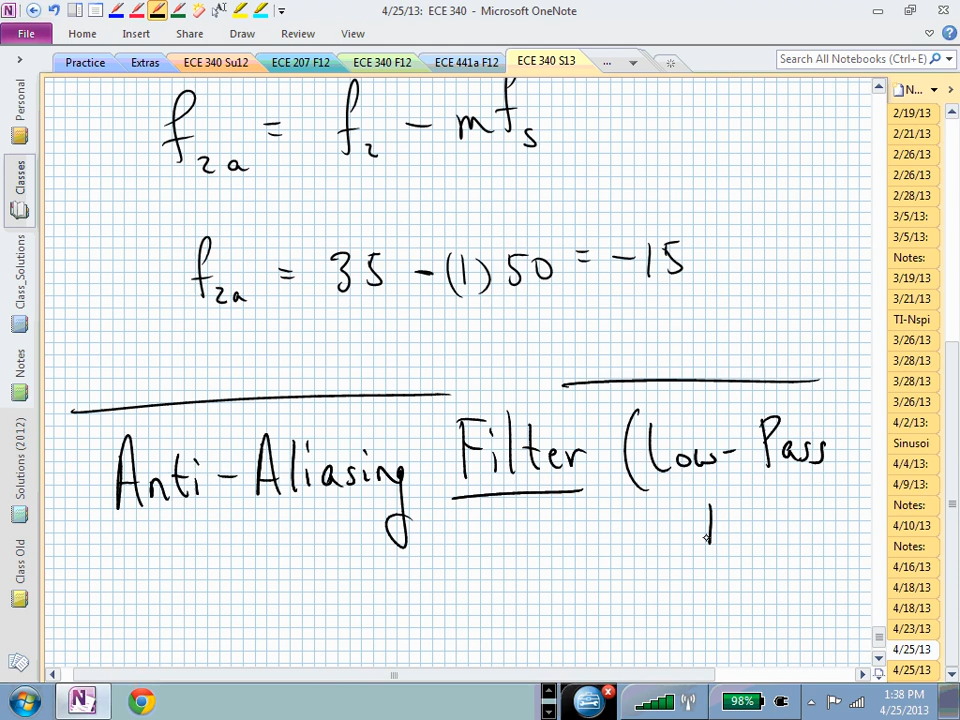 4/25/13: ECE 340 - Microsoft OneNote
File Home Insert Share Draw Review View
Practice Extras ECE 340 Su12 ECE 207 F12 ECE 340 F12 ECE 441a F12 ECE 340 S13 ... Search All Notebooks (Ctrl+E)
Personal
Classes
Class_Solutions
Notes
Solutions (2012)
Class Old
f2a = f2 - mfs
f2a = 35 - (1) 50 = -15
Anti-Aliasing Filter (Low-Pass
N...
2/19/13
2/21/13
2/26/13
2/26/13
2/28/13
3/5/13:
3/5/13:
Notes:
3/19/13
3/21/13
TI-Nspi
3/26/13
3/28/13
3/28/13
3/26/13
4/2/13:
Sinusoi
4/4/13:
4/9/13:
Notes:
4/10/13
Notes:
4/16/13
4/18/13
4/18/13
4/23/13
4/25/13
4/25/13
98%
1:38 PM
4/25/2013